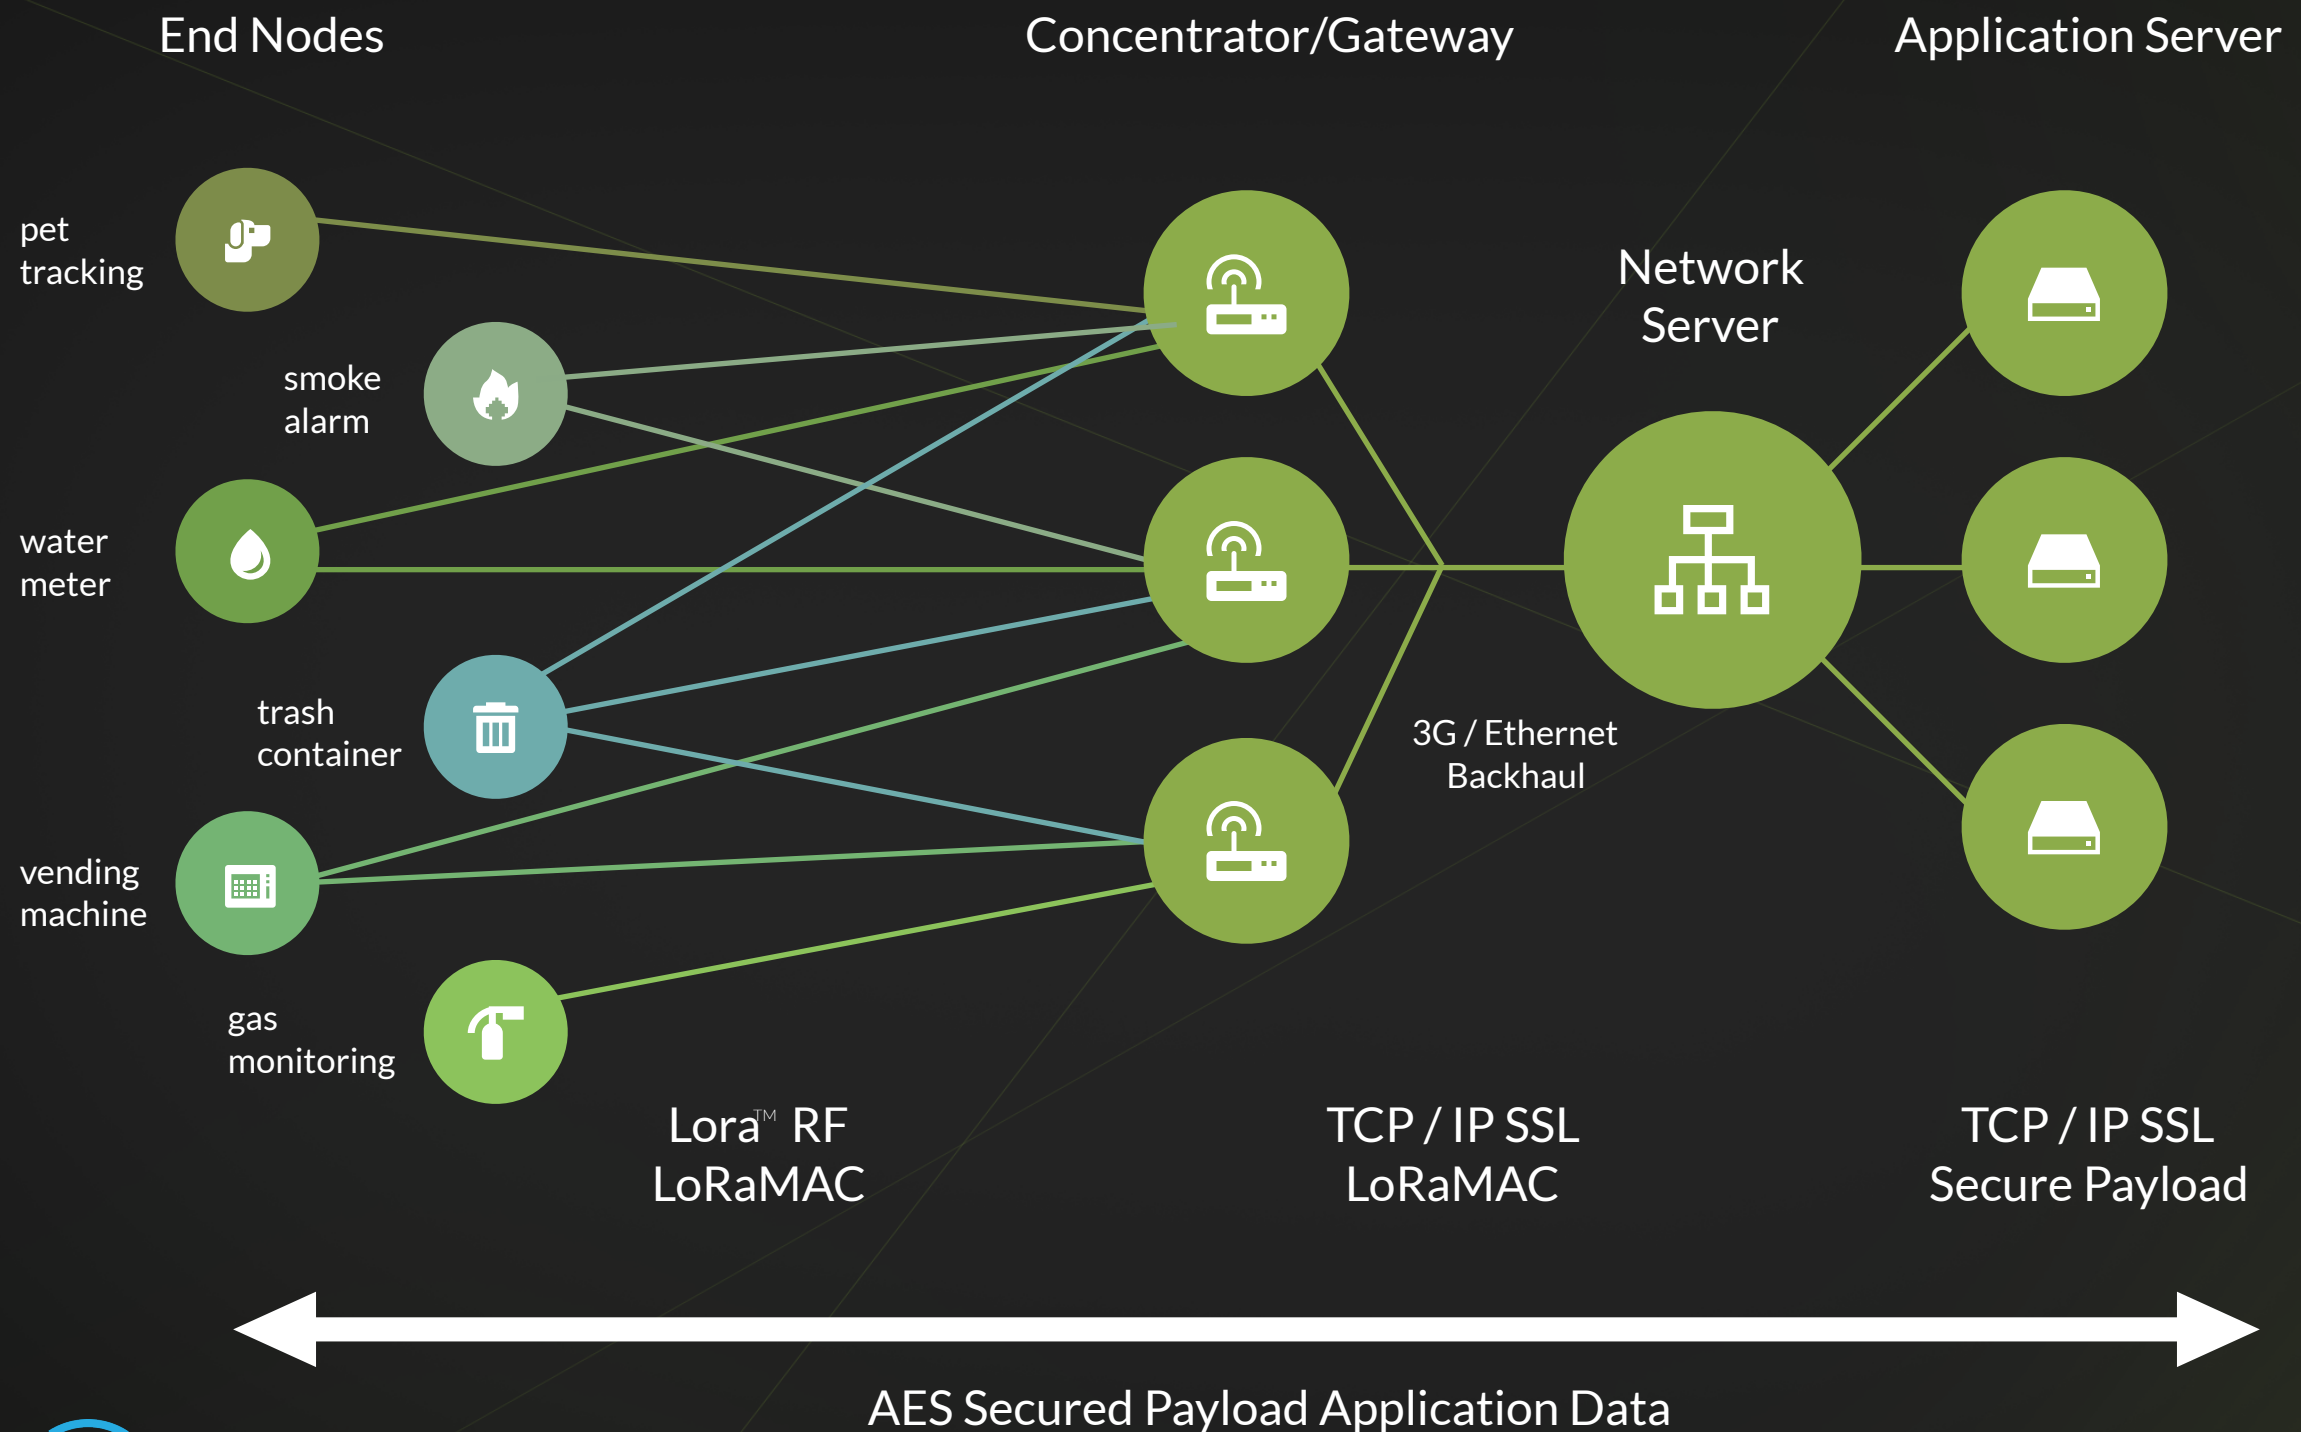 End Nodes
Concentrator/Gateway
Application Server
pet
tracking
smoke
alarm
water
meter
trash
container
vending
machine
gas
monitoring
Network
Server
3G / Ethernet
Backhaul
Lora™ RF
LoRaMAC
TCP / IP SSL
LoRaMAC
TCP / IP SSL
Secure Payload
AES Secured Payload Application Data